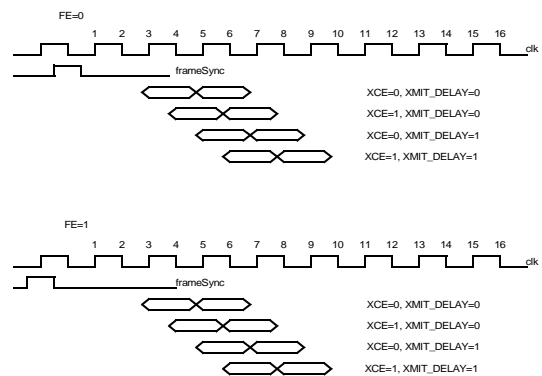 FE=0
1 2 3 4 5 6 7 8 9 10 11 12 13 14 15 16
clk
frameSync
XCE=0, XMIT_DELAY=0
XCE=1, XMIT_DELAY=0
XCE=0, XMIT_DELAY=1
XCE=1, XMIT_DELAY=1
FE=1
1 2 3 4 5 6 7 8 9 10 11 12 13 14 15 16
clk
frameSync
XCE=0, XMIT_DELAY=0
XCE=1, XMIT_DELAY=0
XCE=0, XMIT_DELAY=1
XCE=1, XMIT_DELAY=1